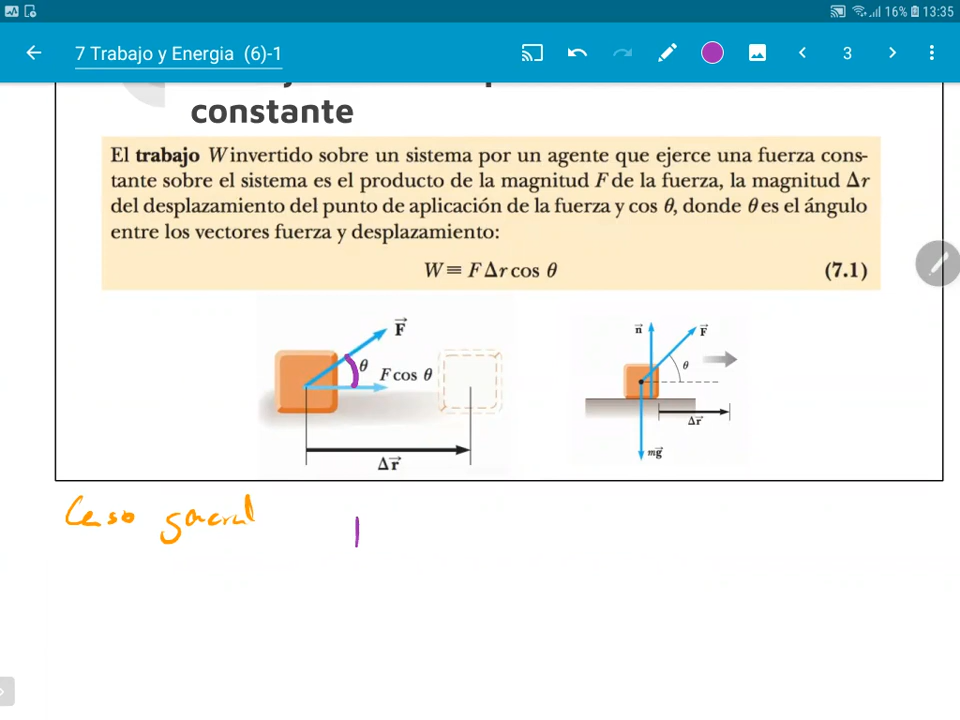 16% 13:35
7 Trabajo y Energia (6)-1
3
constante
El trabajo W invertido sobre un sistema por un agente que ejerce una fuerza cons-
tante sobre el sistema es el producto de la magnitud F de la fuerza, la magnitud Δr
del desplazamiento del punto de aplicación de la fuerza y cos θ, donde θ es el ángulo
entre los vectores fuerza y desplazamiento:
W ≡ F Δr cos θ (7.1)
F⃗
θ
F cos θ
Δr⃗
n⃗
F⃗
θ
Δr⃗
mg⃗
Caso general